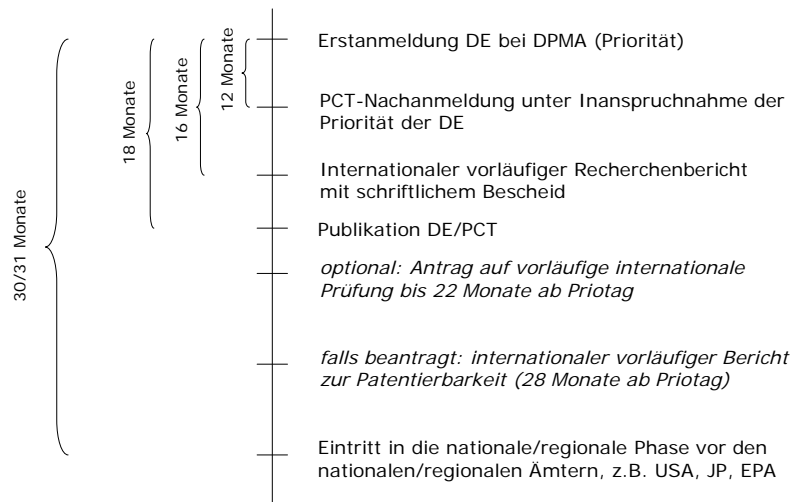 Erstanmeldung DE bei DPMA (Priorität)
PCT-Nachanmeldung unter Inanspruchnahme der
Priorität der DE
Internationaler vorläufiger Recherchenbericht
mit schriftlichem Bescheid
Publikation DE/PCT
optional: Antrag auf vorläufige internationale
Prüfung bis 22 Monate ab Priotag
falls beantragt: internationaler vorläufiger Bericht
zur Patentierbarkeit (28 Monate ab Priotag)
Eintritt in die nationale/regionale Phase vor den
nationalen/regionalen Ämtern, z.B. USA, JP, EPA
12 Monate
16 Monate
18 Monate
30/31 Monate